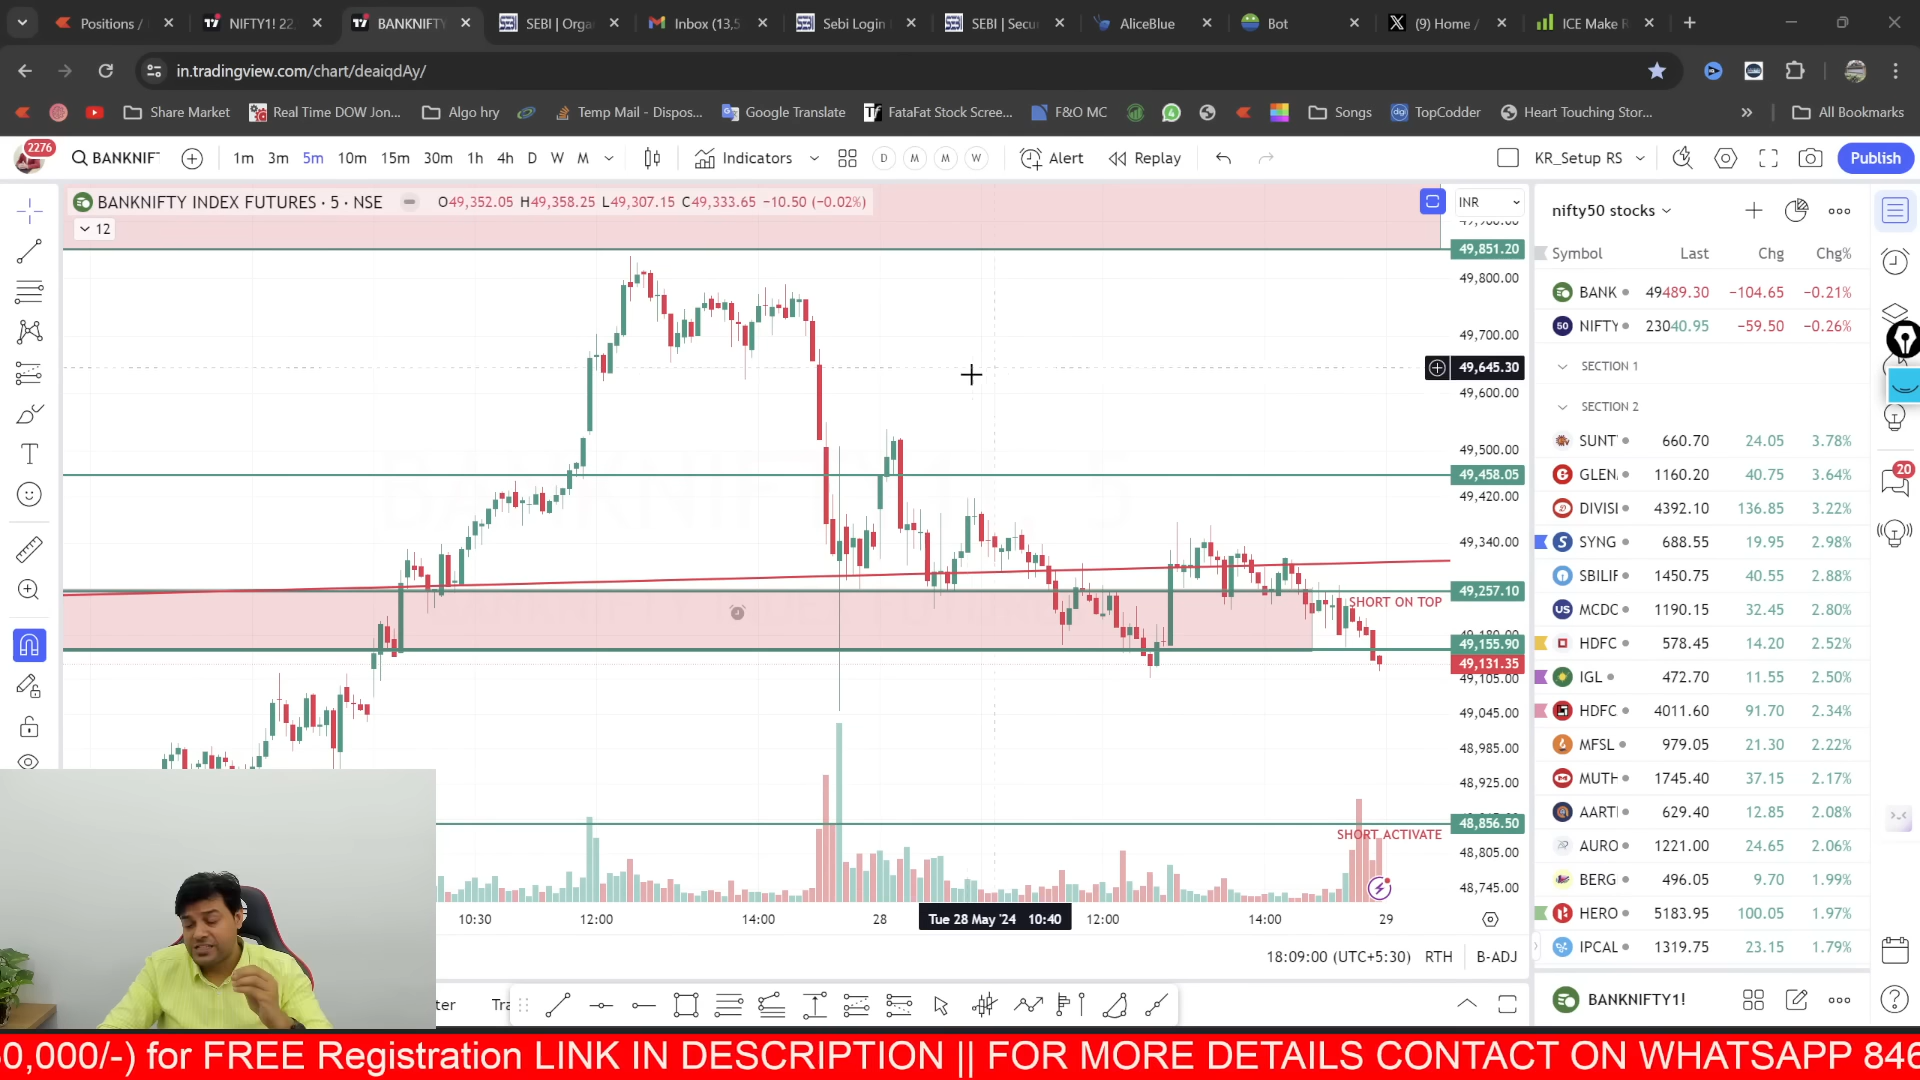 Positions /
NIFTY1! 22,
BANKNIFTY
SEBI | Orga
Inbox (13,5
Sebi Login
SEBI | Secu
AliceBlue
Bot
(9) Home /
ICE Make R
in.tradingview.com/chart/deaiqdAy/
Share Market
Real Time DOW Jon...
Algo hry
Temp Mail - Dispos...
Google Translate
FataFat Stock Scree...
F&O MC
Songs
TopCodder
Heart Touching Stor...
All Bookmarks
2276
BANKNIF
1m 3m 5m 10m 15m 30m 1h 4h D W M
Indicators
D M M W
Alert
Replay
KR_Setup RS
Publish
BANKNIFTY INDEX FUTURES · 5 · NSE
O49,352.05 H49,358.25 L49,307.15 C49,333.65 −10.50 (−0.02%)
INR
12
49,851.20
49,800.00
49,700.00
49,645.30
49,600.00
49,500.00
49,458.05
49,420.00
49,340.00
49,257.10
SHORT ON TOP
49,155.90
49,131.35
49,105.00
49,045.00
48,985.00
48,925.00
48,856.50
SHORT ACTIVATE
48,805.00
48,745.00
10:30
12:00
14:00
28
Tue 28 May '24 10:40
12:00
14:00
29
18:09:00 (UTC+5:30)
RTH
B-ADJ
nifty50 stocks
Symbol Last Chg Chg%
BANK 49489.30 −104.65 −0.21%
50 NIFTY 23040.95 −59.50 −0.26%
SECTION 1
SECTION 2
SUNT 660.70 24.05 3.78%
GLEN 1160.20 40.75 3.64%
DIVISI 4392.10 136.85 3.22%
SYNG 688.55 19.95 2.98%
SBILIF 1450.75 40.55 2.88%
MCDC 1190.15 32.45 2.80%
HDFC 578.45 14.20 2.52%
IGL 472.70 11.55 2.50%
HDFC 4011.60 91.70 2.34%
MFSL 979.05 21.30 2.22%
MUTH 1745.40 37.15 2.17%
AARTI 629.40 12.85 2.08%
AURO 1221.00 24.65 2.06%
BERG 496.05 9.70 1.99%
HERO 5183.95 100.05 1.97%
IPCAL 1319.75 23.15 1.79%
BANKNIFTY1!
20
ter
Tra
0,000/-) for FREE Registration LINK IN DESCRIPTION || FOR MORE DETAILS CONTACT ON WHATSAPP 846